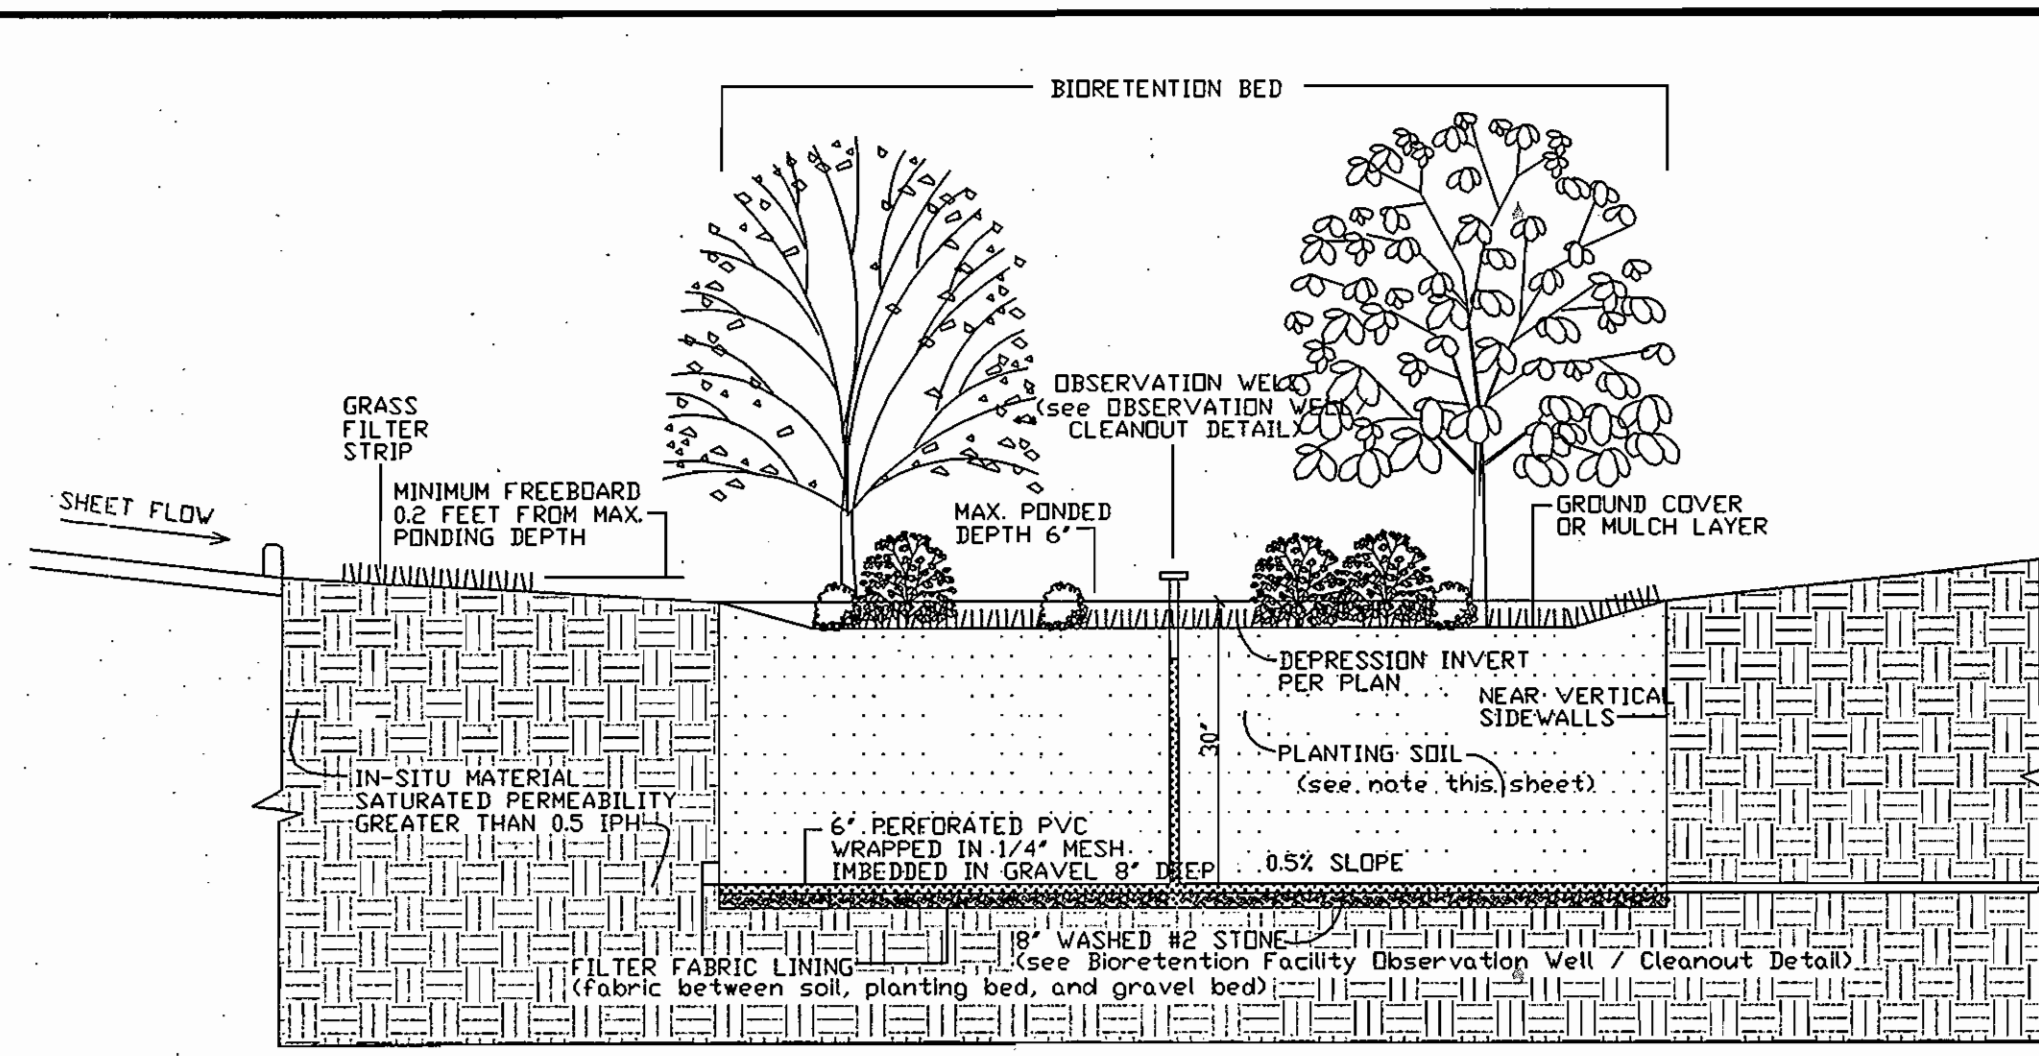 BIORETENTION BED
OBSERVATION WELL
(see OBSERVATION WELL/
CLEANOUT DETAIL)
GRASS
FILTER
STRIP
SHEET FLOW
MINIMUM FREEBOARD
0.2 FEET FROM MAX.
PONDING DEPTH
MAX. PONDED
DEPTH 6"
GROUND COVER
OR MULCH LAYER
DEPRESSION INVERT
PER PLAN
NEAR VERTICAL
SIDEWALLS
30"
PLANTING SOIL
(see note this sheet)
IN-SITU MATERIAL
SATURATED PERMEABILITY
GREATER THAN 0.5 IPH
6" PERFORATED PVC
WRAPPED IN 1/4" MESH
IMBEDDED IN GRAVEL 8" DEEP
0.5% SLOPE
8" WASHED #2 STONE
(see Bioretention Facility Observation Well / Cleanout Detail)
FILTER FABRIC LINING
(fabric between soil, planting bed, and gravel bed)